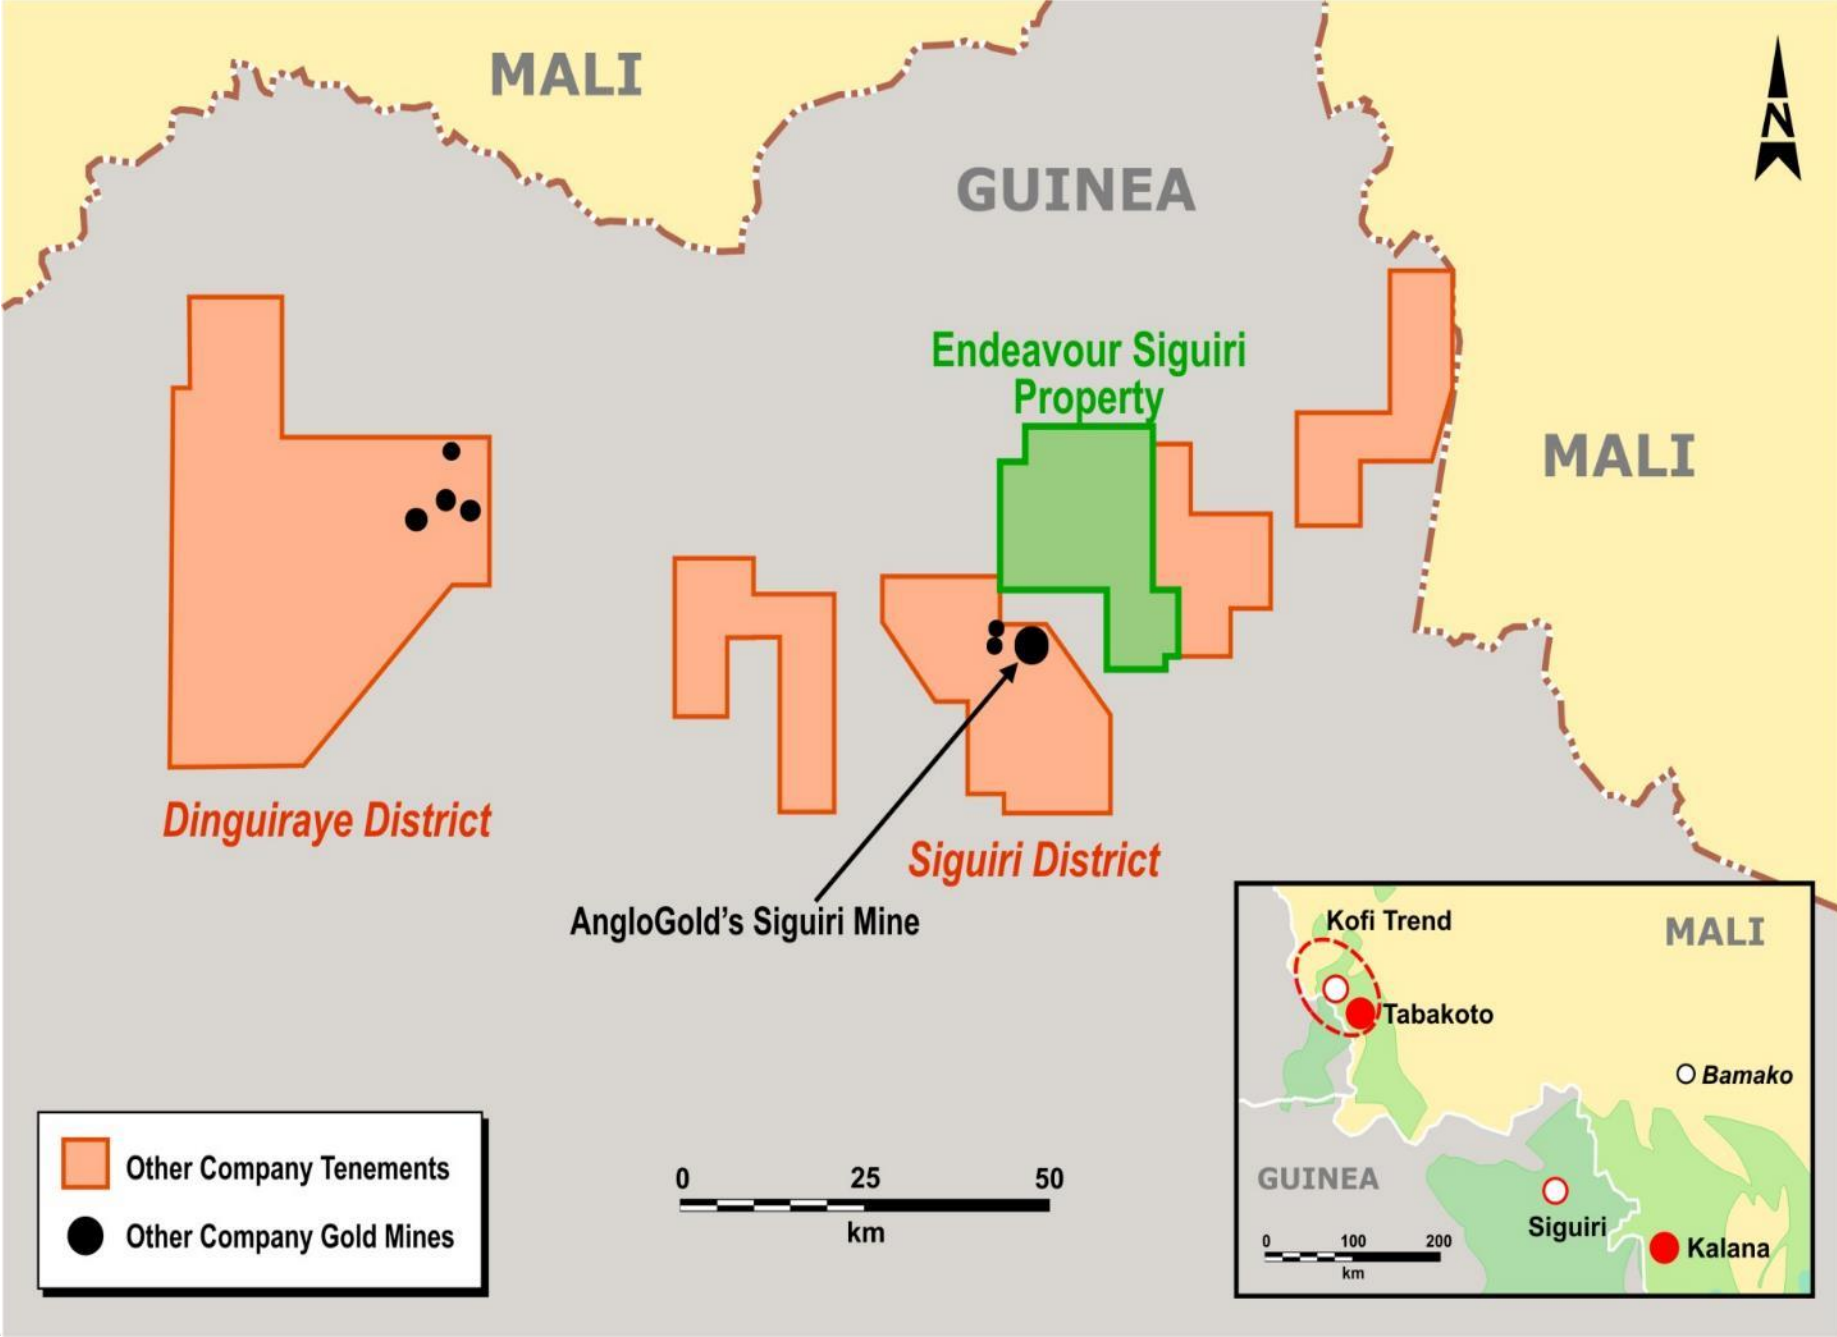 MALI
N
GUINEA
Endeavour Siguiri
Property
MALI
Dinguiraye District
Siguiri District
AngloGold's Siguiri Mine
Other Company Tenements
Other Company Gold Mines
0 25 50
km
Kofi Trend
MALI
Tabakoto
Bamako
GUINEA
Siguiri
Kalana
0 100 200
km